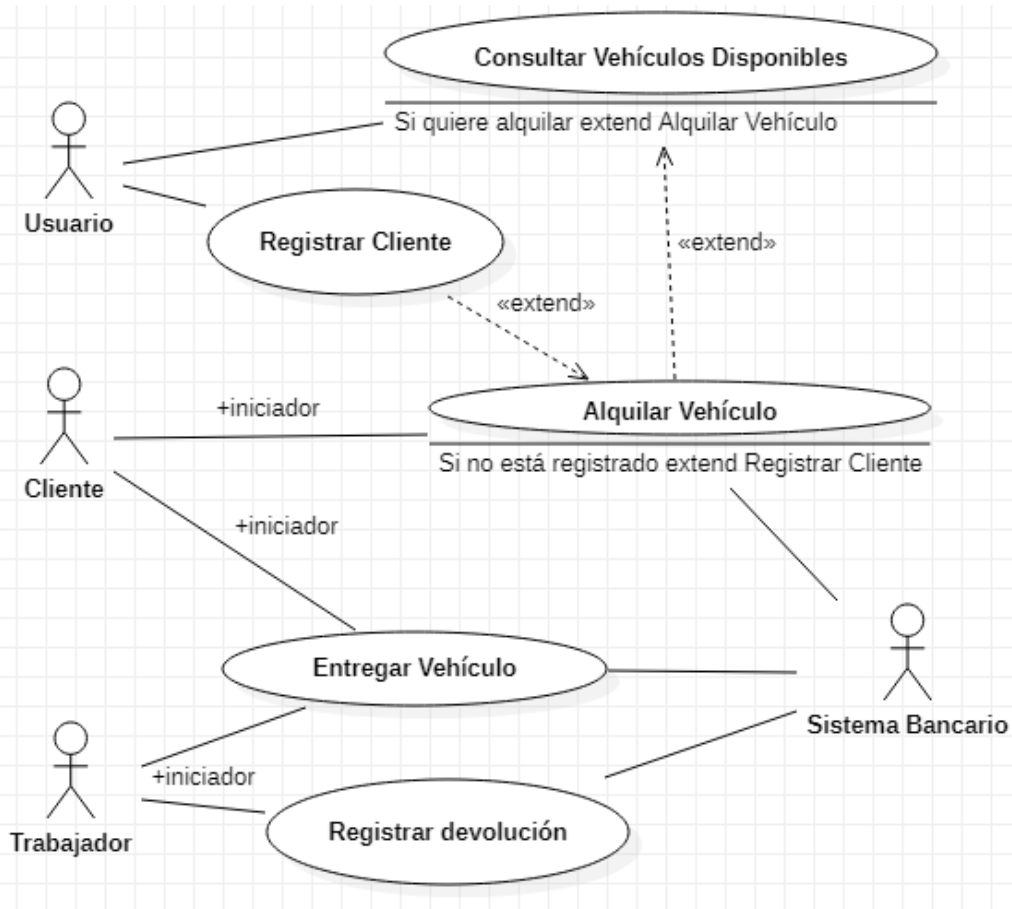 Consultar Vehículos Disponibles
Si quiere alquilar extend Alquilar Vehículo
Usuario
Registrar Cliente
«extend»
«extend»
Cliente
+iniciador
Alquilar Vehículo
Si no está registrado extend Registrar Cliente
+iniciador
Entregar Vehículo
Sistema Bancario
Trabajador
+iniciador
Registrar devolución